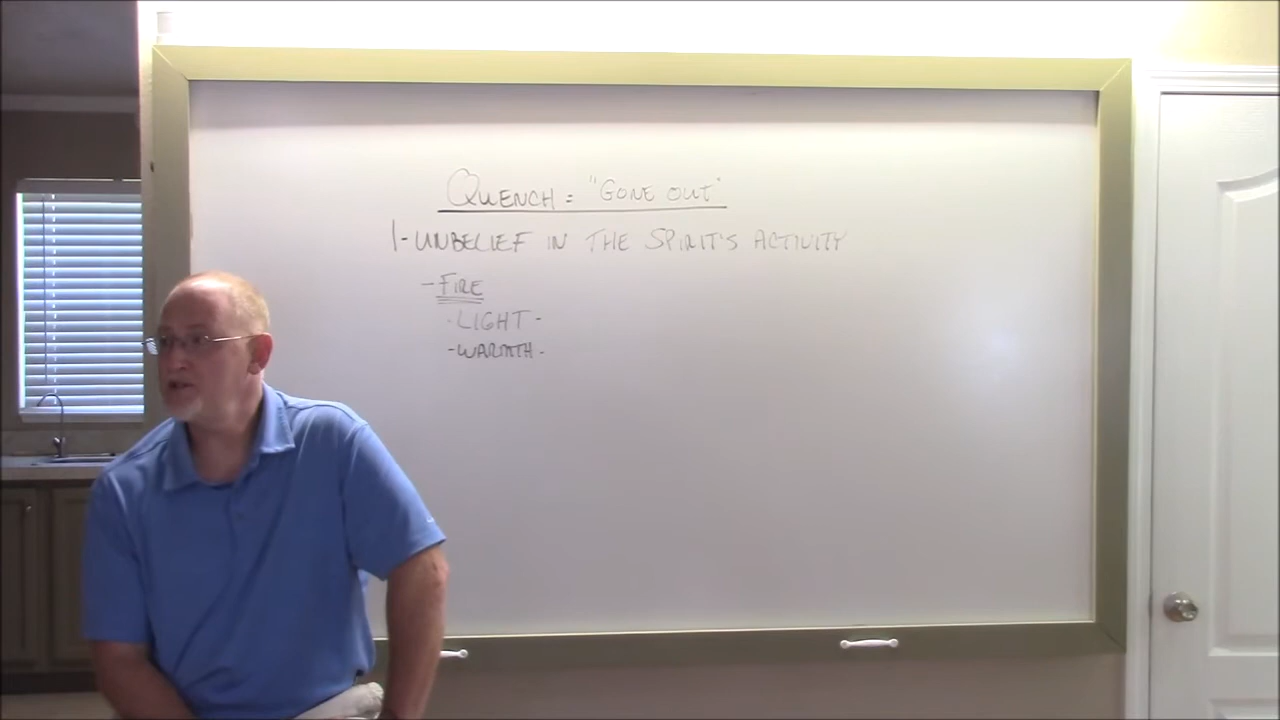 QUENCH = "GONE OUT"
1-UNBELIEF IN THE SPIRIT'S ACTIVITY
-FIRE
-LIGHT-
-WARMTH-